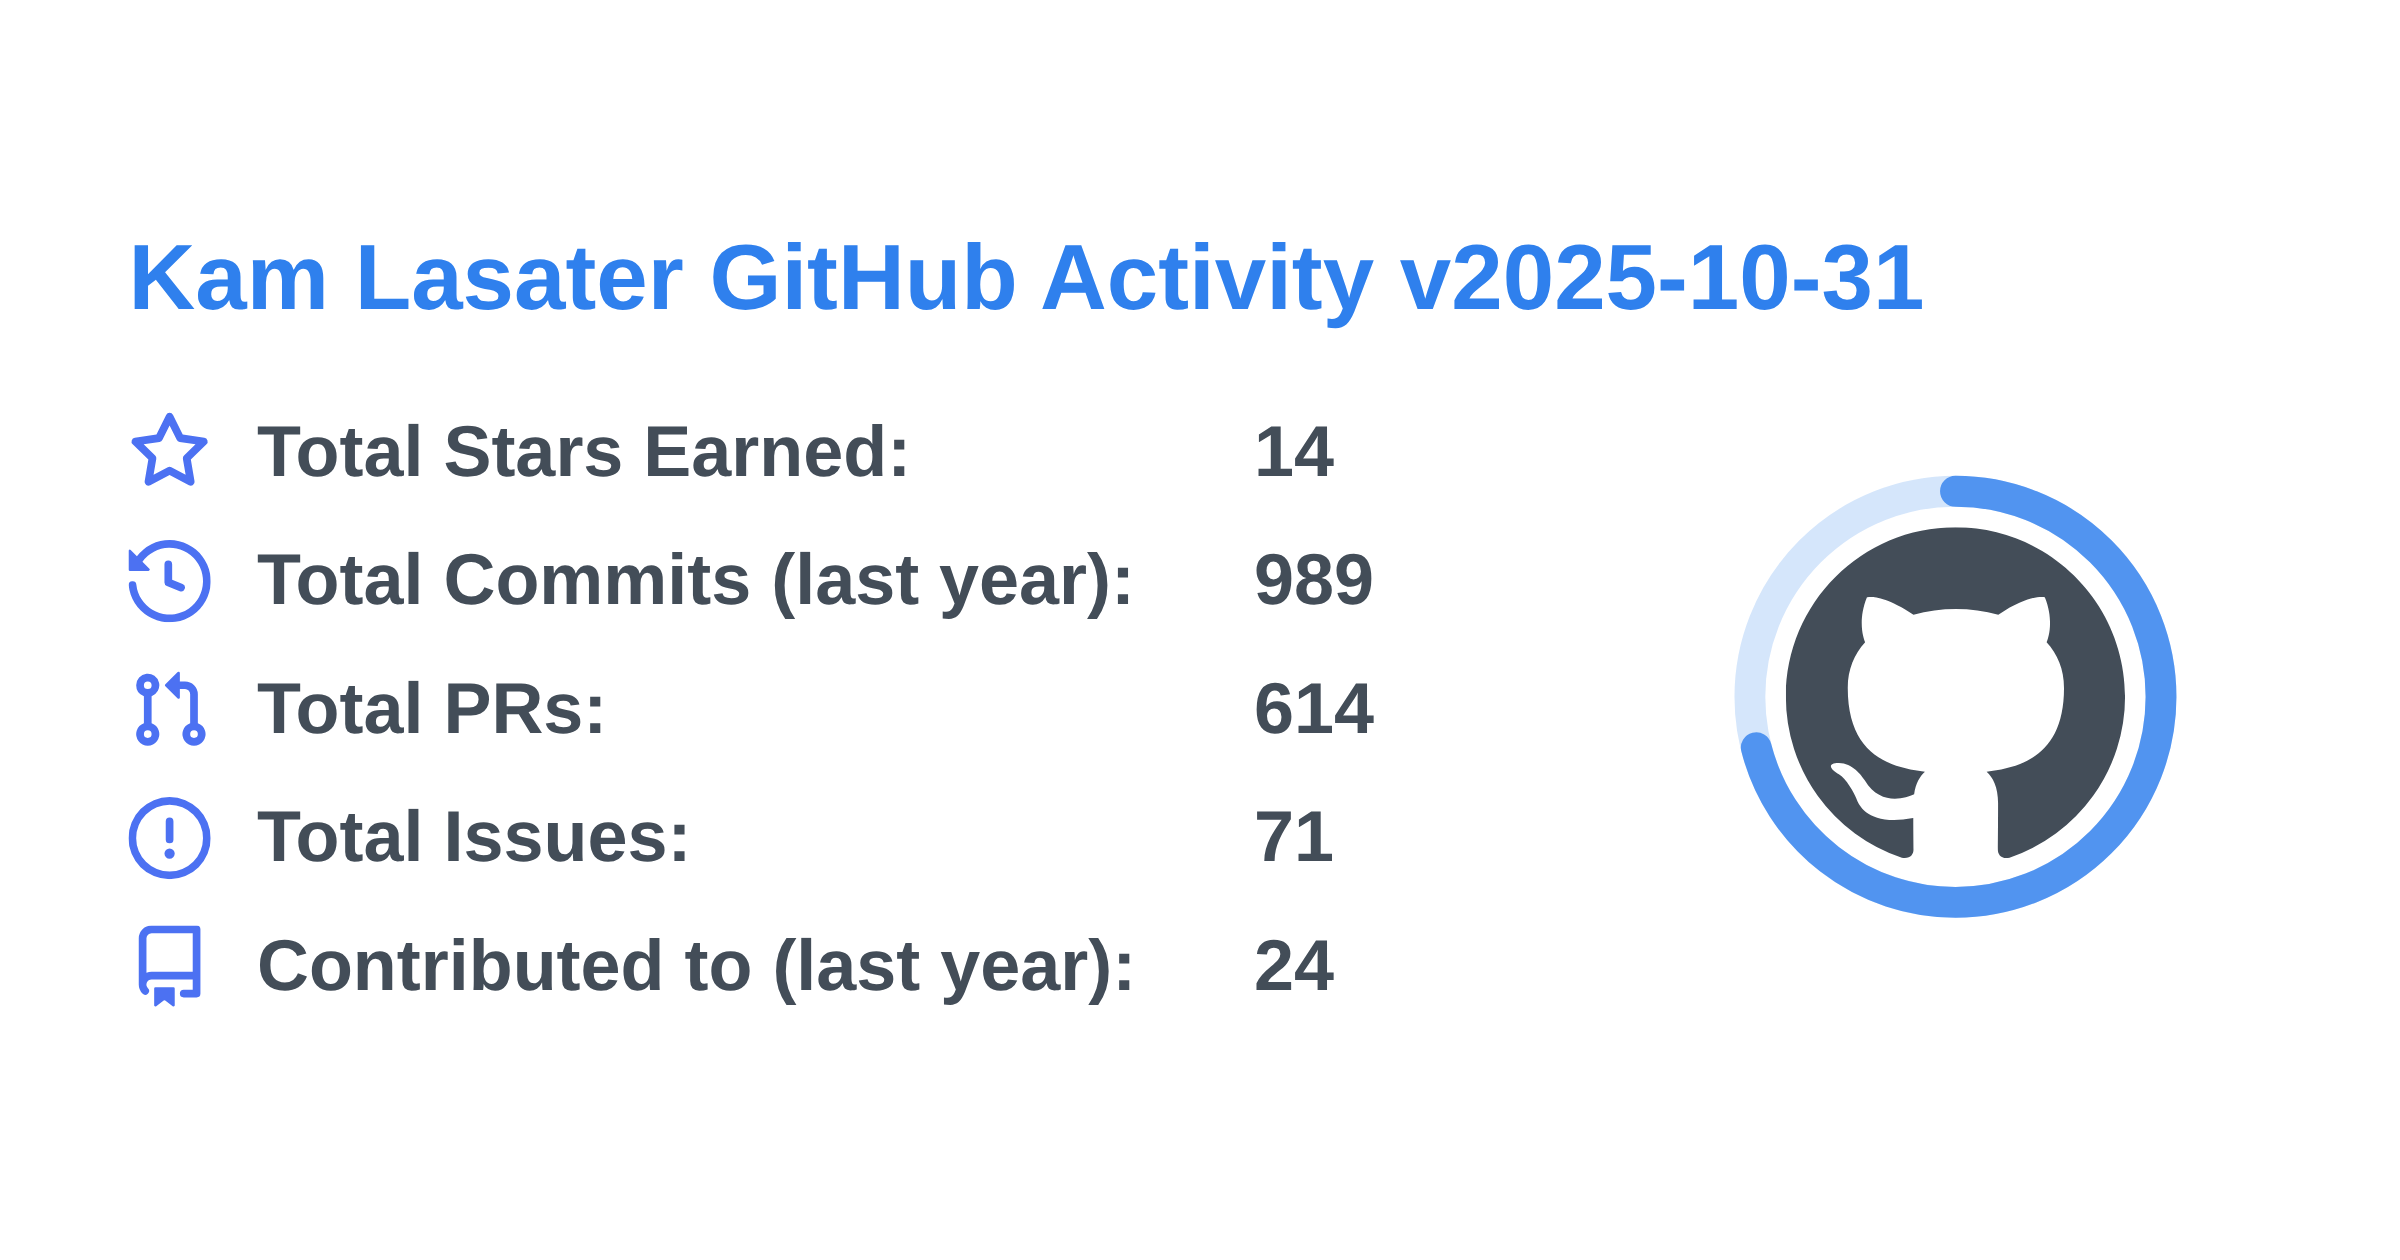 Kam Lasater GitHub Activity v2025-10-31
Total Stars Earned: 14
Total Commits (last year): 989
Total PRs: 614
Total Issues: 71
Contributed to (last year): 24